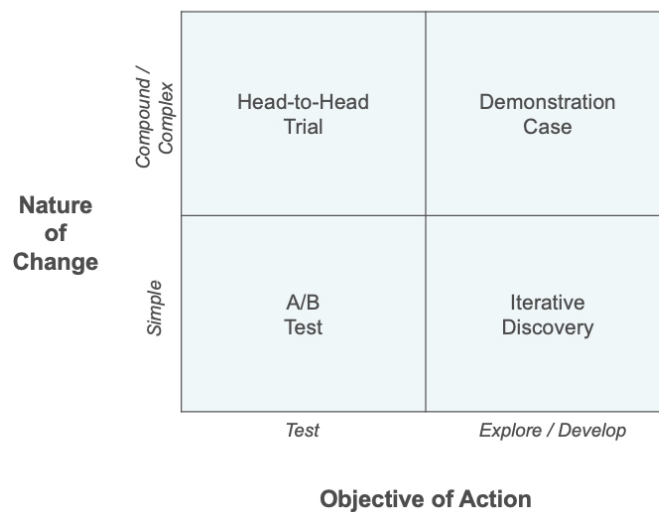 Compound /
Complex
Head-to-Head
Trial
Demonstration
Case
Nature
of
Change
Simple
A/B
Test
Iterative
Discovery
Test
Explore / Develop
Objective of Action